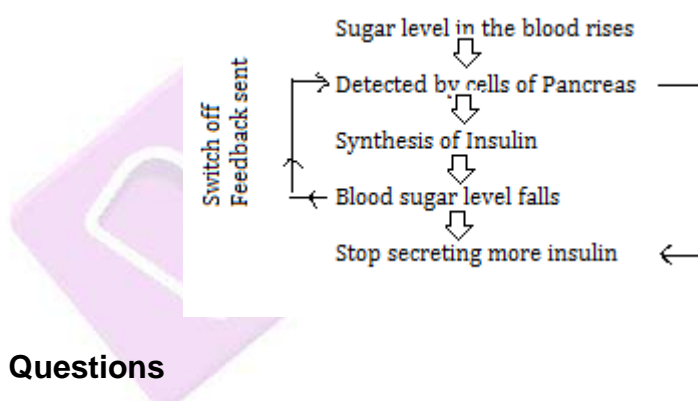 Sugar level in the blood rises
Detected by cells of Pancreas
Synthesis of Insulin
Blood sugar level falls
Stop secreting more insulin
Switch off
Feedback sent
Questions